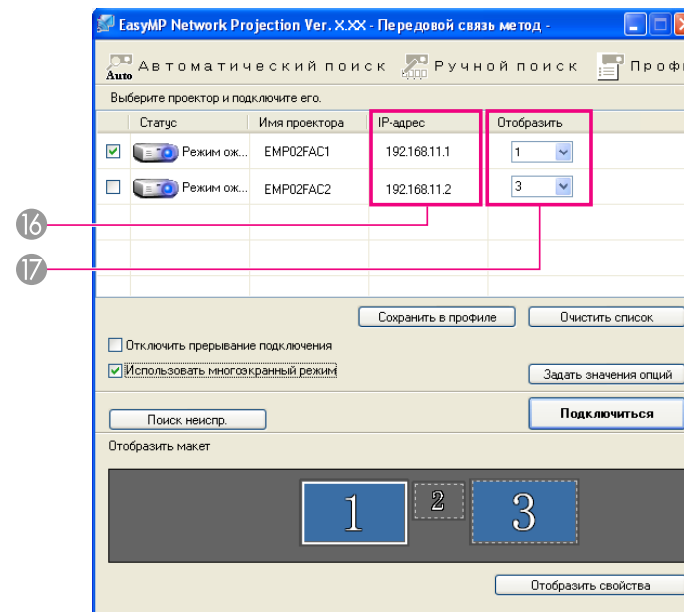 EasyMP Network Projection Ver. X.XX - Передовой связь метод -
Auto Автоматический поиск Ручной поиск Профи
Выберите проектор и подключите его.
Статус Имя проектора IP-адрес Отобразить
Режим ож... EMP02FAC1 192.168.11.1 1
Режим ож... EMP02FAC2 192.168.11.2 3
16
17
Сохранить в профиле Очистить список
Отключить прерывание подключения
Использовать многоэкранный режим
Задать значения опций
Подключиться
Поиск неиспр.
Отобразить макет
1 2 3
Отобразить свойства